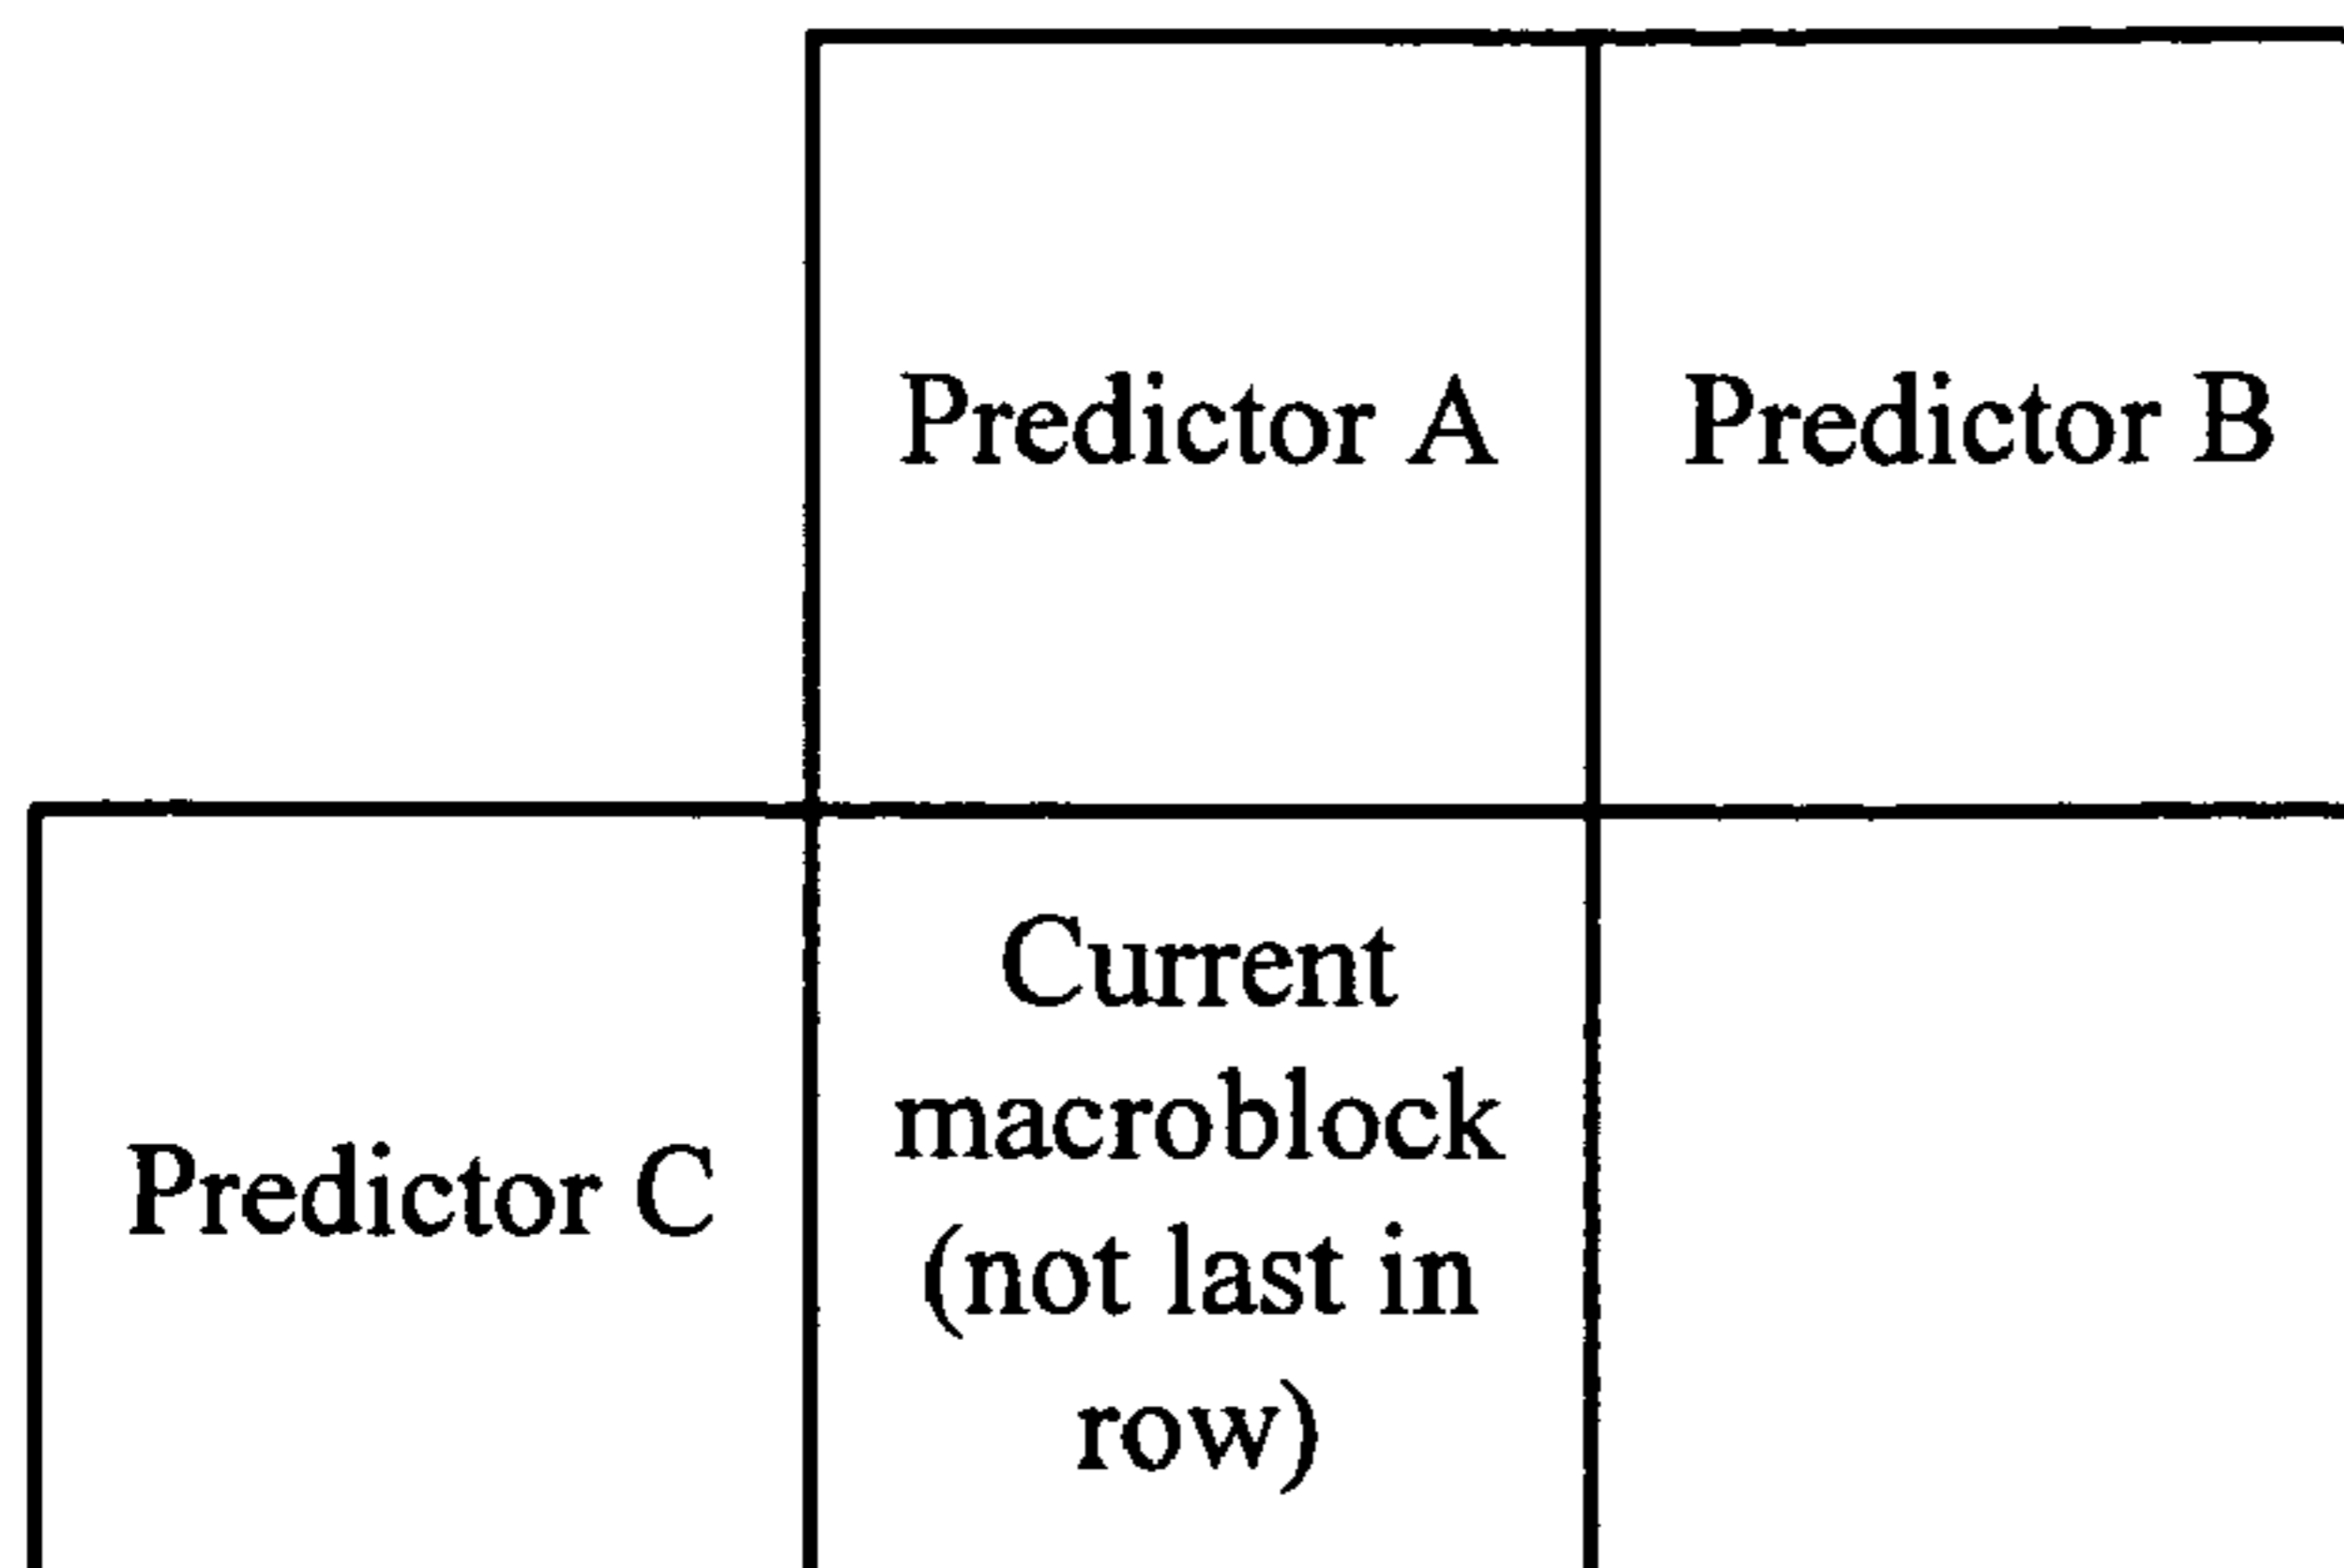 Predictor A
Predictor B
Predictor C
Current
macroblock
(not last in
row)